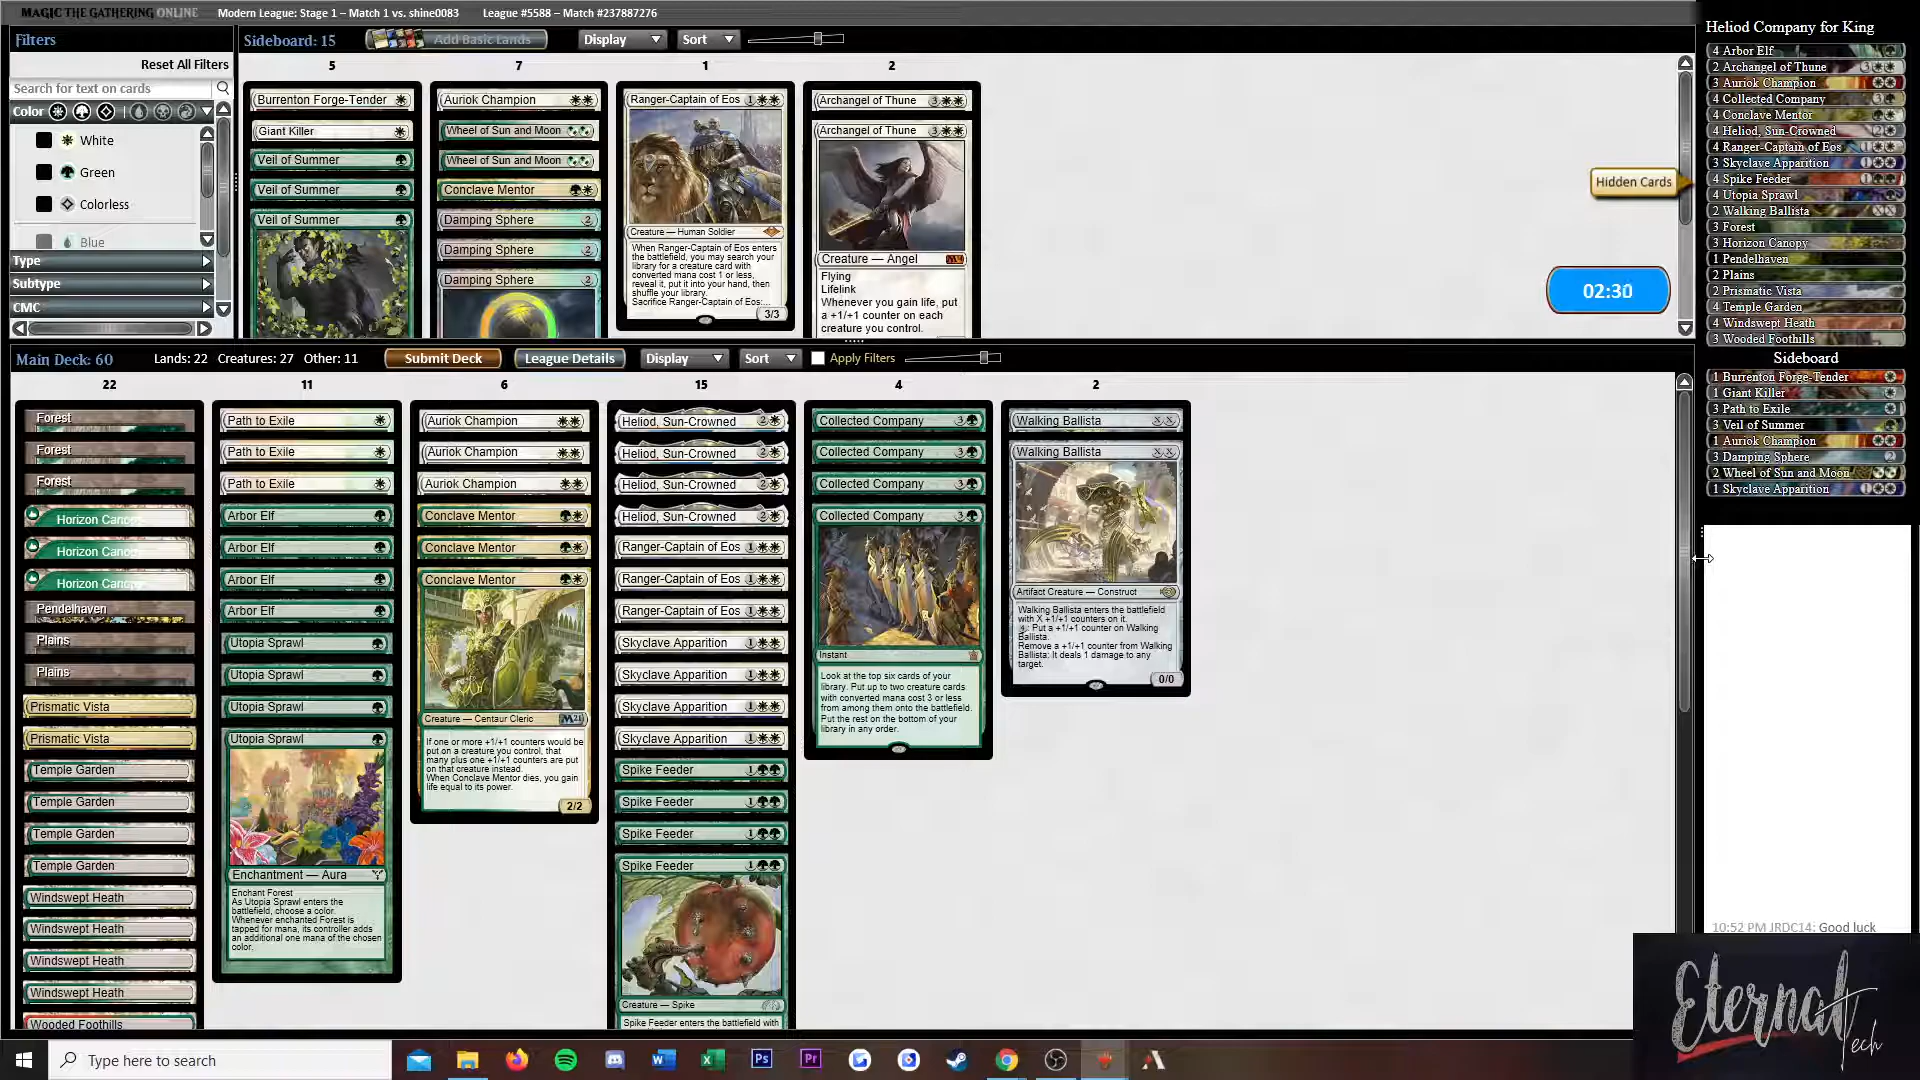 MAGIC THE GATHERING ONLINE
Modern League: Stage 1 – Match 1 vs. shine0083
League #5588 – Match #237887276
Filters
Reset All Filters
Search for text on cards
Color
White
Green
Colorless
Blue
Type
Subtype
CMC
Sideboard: 15
Add Basic Lands
Display
Sort
5
7
1
2
Burrenton Forge-Tender
Giant Killer
Veil of Summer
Veil of Summer
Veil of Summer
Auriok Champion
Wheel of Sun and Moon
Wheel of Sun and Moon
Conclave Mentor
Damping Sphere
Damping Sphere
Damping Sphere
Ranger-Captain of Eos
Creature — Human Soldier
When Ranger-Captain of Eos enters
the battlefield, you may search your
library for a creature card with
converted mana cost 1 or less,
reveal it, put it into your hand, then
shuffle your library.
Sacrifice Ranger-Captain of Eos:...
3/3
Archangel of Thune
Archangel of Thune
Creature — Angel
Flying
Lifelink
Whenever you gain life, put
a +1/+1 counter on each
creature you control.
Hidden Cards
02:30
Main Deck: 60
Lands: 22
Creatures: 27
Other: 11
Submit Deck
League Details
Display
Sort
Apply Filters
22
11
6
15
4
2
Forest
Forest
Forest
Horizon Canopy
Horizon Canopy
Horizon Canopy
Pendelhaven
Plains
Plains
Prismatic Vista
Prismatic Vista
Temple Garden
Temple Garden
Temple Garden
Temple Garden
Windswept Heath
Windswept Heath
Windswept Heath
Windswept Heath
Wooded Foothills
Path to Exile
Path to Exile
Path to Exile
Arbor Elf
Arbor Elf
Arbor Elf
Arbor Elf
Utopia Sprawl
Utopia Sprawl
Utopia Sprawl
Utopia Sprawl
Enchantment — Aura
Enchant Forest
As Utopia Sprawl enters the
battlefield, choose a color.
Whenever enchanted Forest is
tapped for mana, its controller adds
an additional one mana of the chosen
color.
Auriok Champion
Auriok Champion
Auriok Champion
Conclave Mentor
Conclave Mentor
Conclave Mentor
Creature — Centaur Cleric
M21
If one or more +1/+1 counters would be
put on a creature you control, that
many plus one +1/+1 counters are put
on that creature instead.
When Conclave Mentor dies, you gain
life equal to its power.
2/2
Heliod, Sun-Crowned
Heliod, Sun-Crowned
Heliod, Sun-Crowned
Heliod, Sun-Crowned
Ranger-Captain of Eos
Ranger-Captain of Eos
Ranger-Captain of Eos
Skyclave Apparition
Skyclave Apparition
Skyclave Apparition
Skyclave Apparition
Spike Feeder
Spike Feeder
Spike Feeder
Spike Feeder
Creature — Spike
Spike Feeder enters the battlefield with
Collected Company
Collected Company
Collected Company
Collected Company
Instant
Look at the top six cards of your
library. Put up to two creature cards
with converted mana cost 3 or less
from among them onto the battlefield.
Put the rest on the bottom of your
library in any order.
Walking Ballista
Walking Ballista
Artifact Creature — Construct
Walking Ballista enters the battlefield
with X +1/+1 counters on it.
4: Put a +1/+1 counter on Walking
Ballista.
Remove a +1/+1 counter from Walking
Ballista: It deals 1 damage to any
target.
0/0
Heliod Company for King
4 Arbor Elf
2 Archangel of Thune
3 Auriok Champion
4 Collected Company
4 Conclave Mentor
4 Heliod, Sun-Crowned
4 Ranger-Captain of Eos
3 Skyclave Apparition
4 Spike Feeder
4 Utopia Sprawl
2 Walking Ballista
3 Forest
3 Horizon Canopy
1 Pendelhaven
2 Plains
2 Prismatic Vista
4 Temple Garden
4 Windswept Heath
3 Wooded Foothills
Sideboard
1 Burrenton Forge-Tender
1 Giant Killer
3 Path to Exile
3 Veil of Summer
1 Auriok Champion
3 Damping Sphere
2 Wheel of Sun and Moon
1 Skyclave Apparition
10:52 PM JRDC14: Good luck
Eternal
Tech
Type here to search